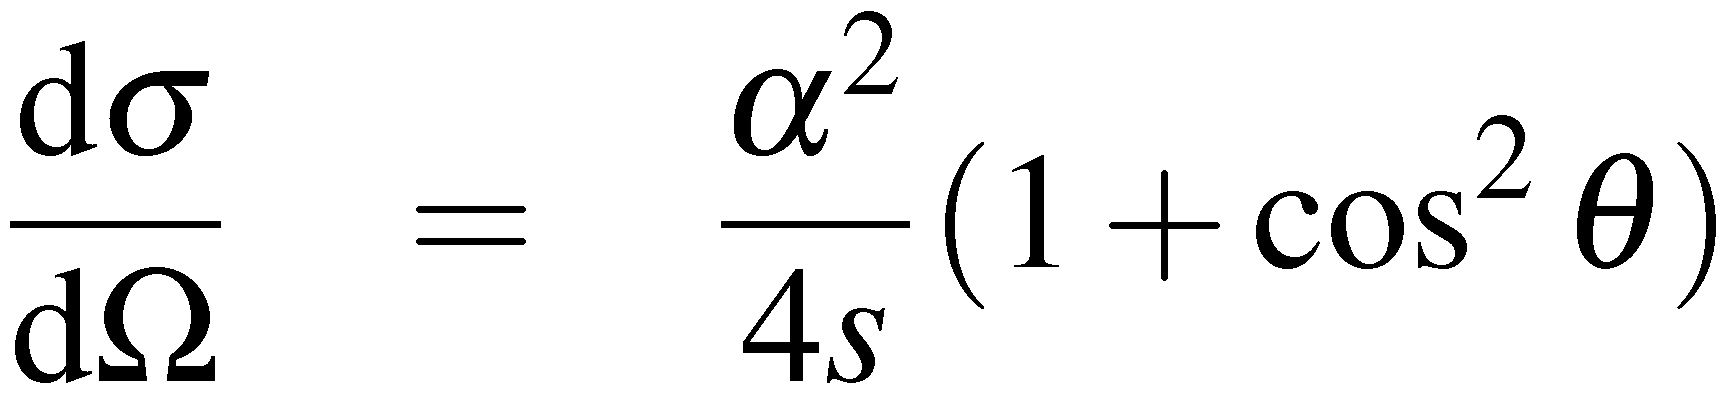 dσ/dΩ = α²/4s (1 + cos² θ)